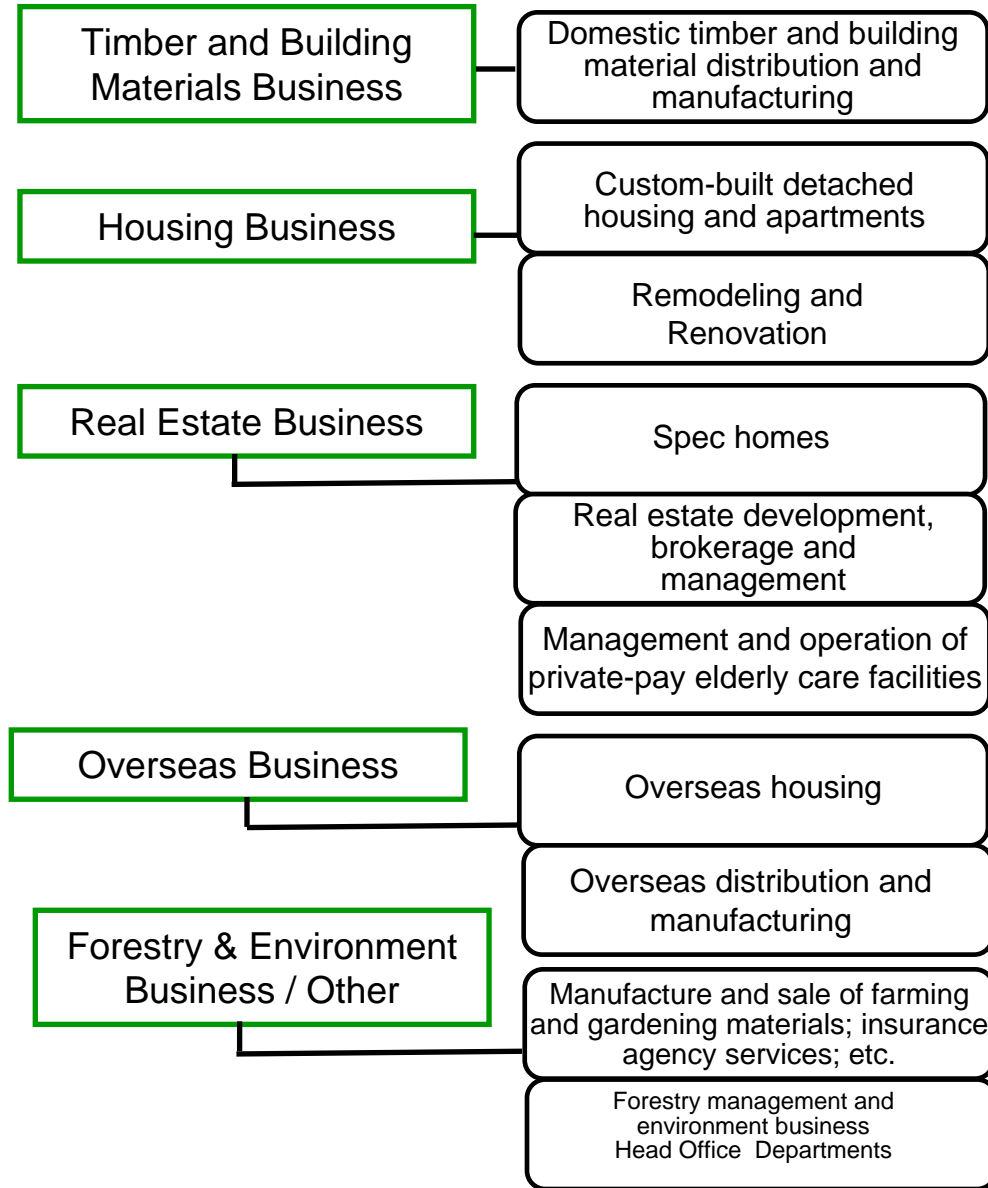 Timber and Building
Materials Business
Domestic timber and building
material distribution and
manufacturing
Housing Business
Custom-built detached
housing and apartments
Remodeling and
Renovation
Real Estate Business
Spec homes
Real estate development,
brokerage and
management
Management and operation of
private-pay elderly care facilities
Overseas Business
Overseas housing
Overseas distribution and
manufacturing
Forestry & Environment
Business / Other
Manufacture and sale of farming
and gardening materials; insurance
agency services; etc.
Forestry management and
environment business
Head Office  Departments